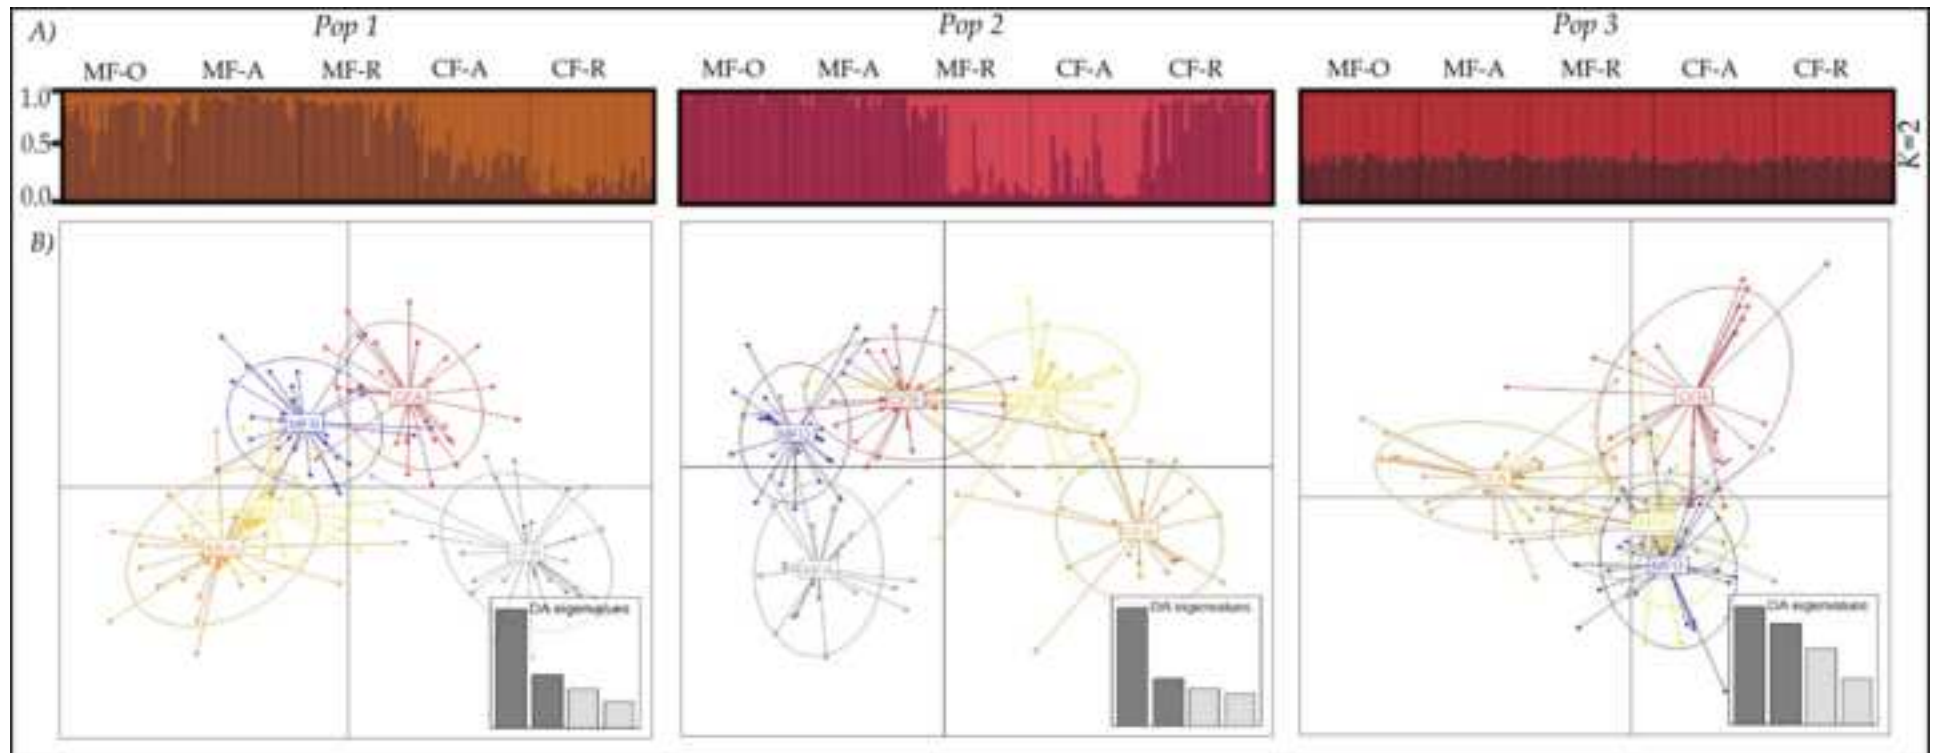 A) Pop 1 Pop 2 Pop 3
MF-O MF-A MF-R CF-A CF-R MF-O MF-A MF-R CF-A CF-R MF-O MF-A MF-R CF-A CF-R
1.0
0.5
0.0
K=2
B)
DA eigenvalues DA eigenvalues DA eigenvalues